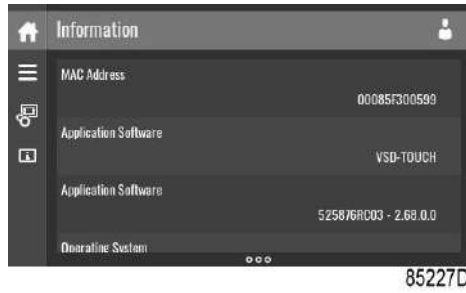 Information
MAC Address
00085F300599
Application Software
VSD-TOUCH
Application Software
525876RC03 - 2.68.0.0
Operating System
85227D